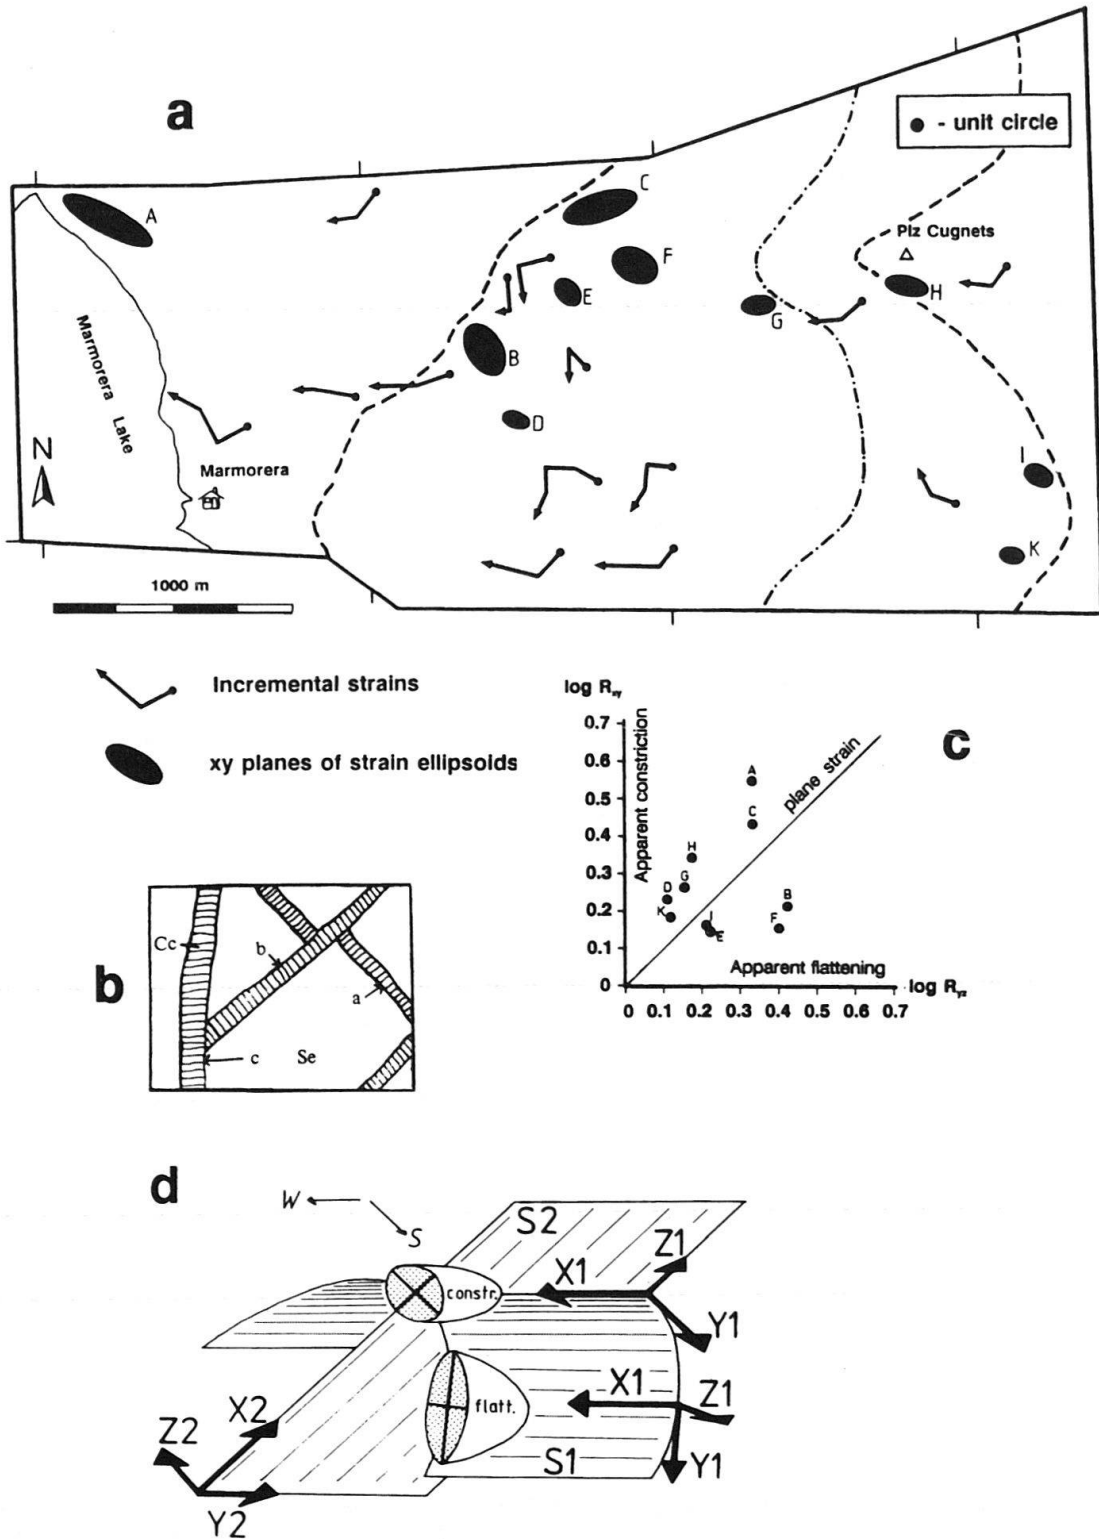 a
- unit circle
A
C
Plz Cugnets
F
E
H
G
B
Marmorera Lake
D
N
Marmorera
I
K
1000 m
Incremental strains
xy planes of strain ellipsoids
log Rxy
c
0.7
0.5
0.4
0.3
0.2
0.1
0
Apparent constriction
plane strain
A
C
H
G
D
K
B
F
I
E
Apparent flattening
log Ryz
0 0.1 0.2 0.3 0.4 0.5 0.6 0.7
b
Cc
b
a
c
Se
d
W
S
S2
Z1
X1
constr.
Y1
X1
Z1
flatt.
X2
Z2
S1
Y1
Y2